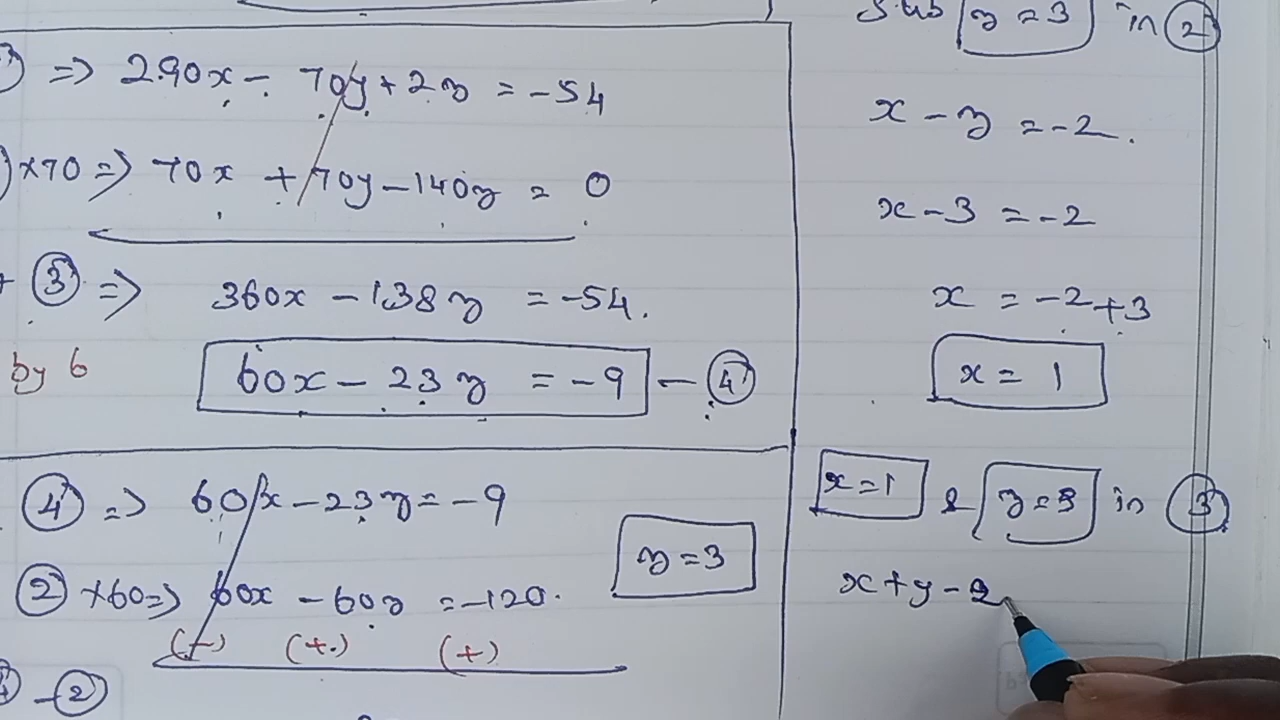 ⇒ 290x - 70y + 2z = -54
×70 ⇒ 70x + 70y - 140z = 0
+ ③ ⇒ 360x - 138z = -54.
by 6 60x - 23z = -9 - ④
④ ⇒ 60x - 23z = -9
② ×60 ⇒ 60x - 60z = -120.
(-) (+) (+)
④ - ②
z = 3
Sub z = 3 in ②
x - z = -2.
x - 3 = -2
x = -2 + 3
x = 1
x = 1 & z = 3 in ③
x + y - 2